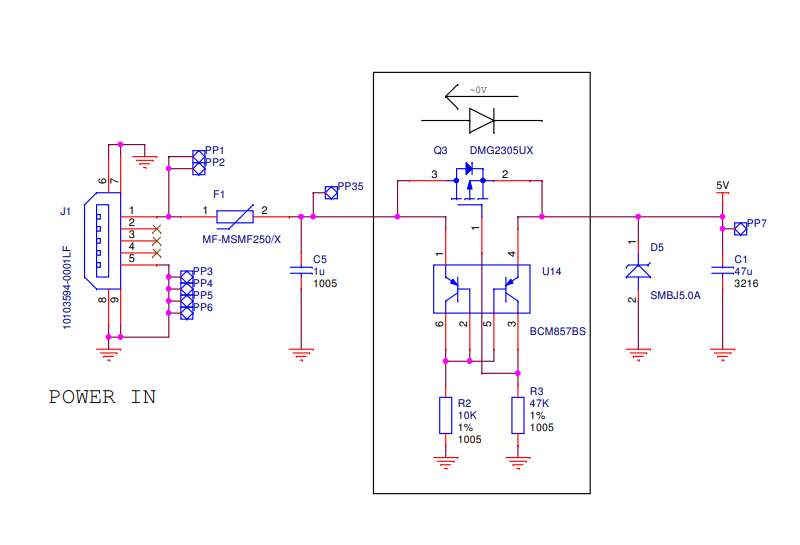 ~0V
Q3 DMG2305UX
3 2
1
PP1
PP2
6
7
J1
1
2
3
4
5
8
9
10103594-0001LF
F1
1 2
MF-MSMF250/X
PP35
PP3
PP4
PP5
PP6
C5
1u
1005
1
4
U14
6
2
5
3
BCM857BS
R2
10K
1%
1005
R3
47K
1%
1005
5V
PP7
1
D5
2
SMBJ5.0A
C1
47u
3216
POWER IN